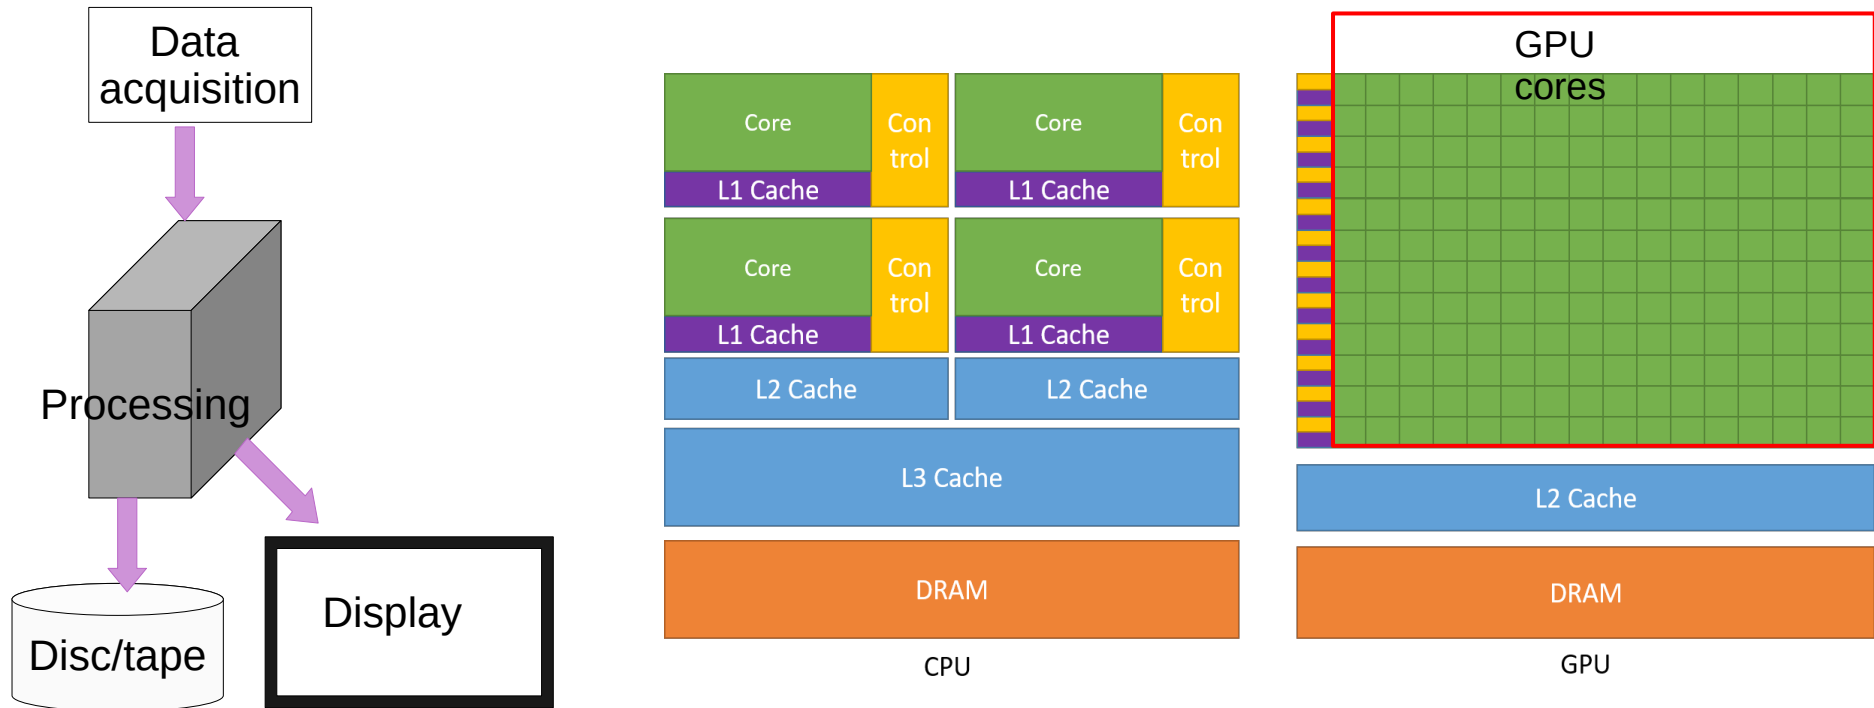 Data
acquisition
Processing
Disc/tape
Display
Core
Con
trol
L1 Cache
Core
Con
trol
L1 Cache
Core
Con
trol
L1 Cache
Core
Con
trol
L1 Cache
L2 Cache
L2 Cache
L3 Cache
DRAM
CPU
GPU
cores
L2 Cache
DRAM
GPU